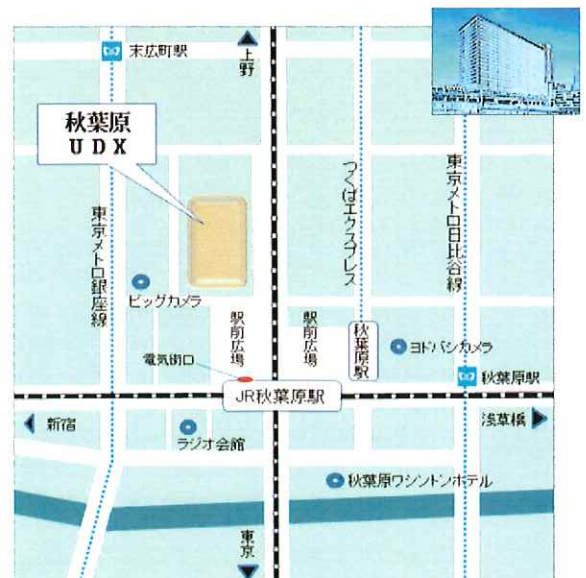 末広町駅
上野
秋葉原
UDX
東京メトロ銀座線
つくばエクスプレス
東京メトロ日比谷線
ビッグカメラ
駅前広場
駅前広場
秋葉原駅
ヨドバシカメラ
電気街口
秋葉原駅
JR秋葉原駅
新宿
浅草橋
ラジオ会館
秋葉原ワシントンホテル
東京